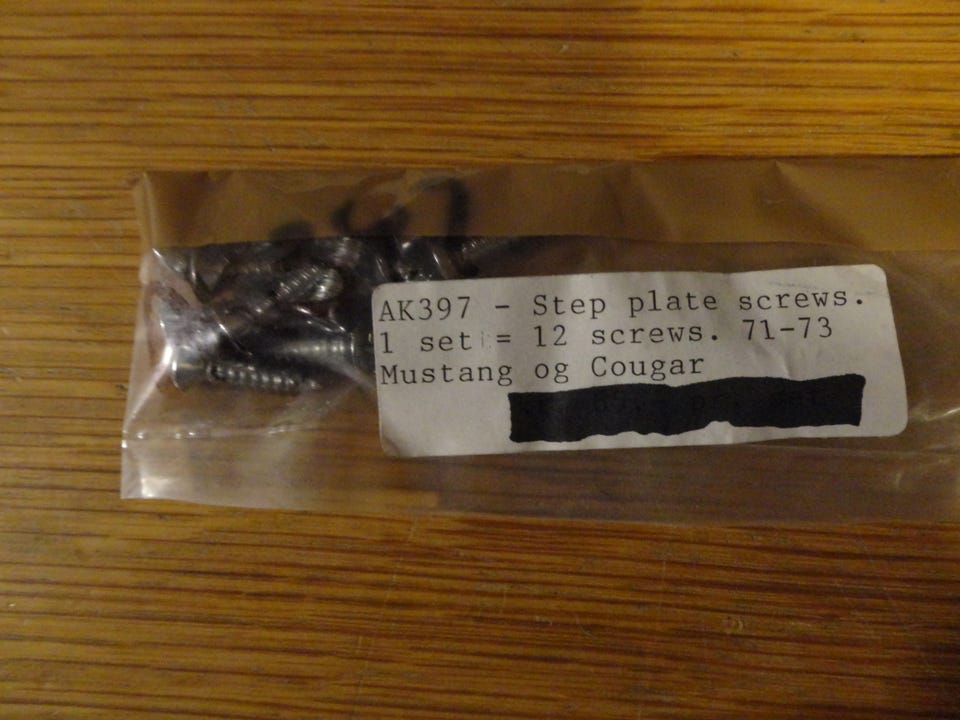 AK397 - Step plate screws.
1 set = 12 screws. 71-73
Mustang og Cougar